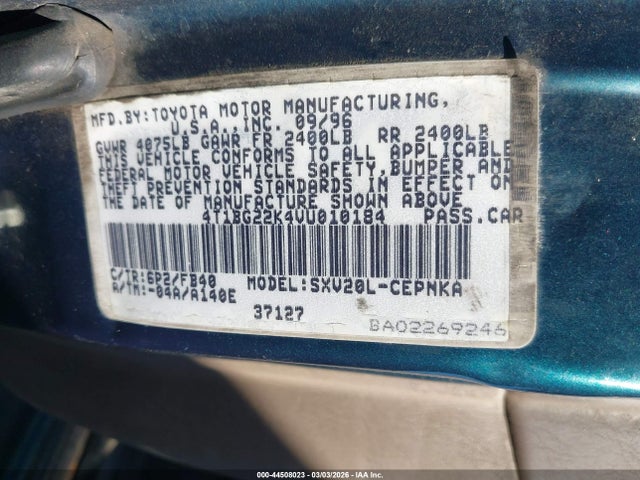 MFD.BY:TOYOTA MOTOR MANUFACTURING,
U.S.A.,INC. 09/96
GVWR 4075LB GAWR FR 2400LB RR 2400LB
THIS VEHICLE CONFORMS TO ALL APPLICABLE
FEDERAL MOTOR VEHICLE SAFETY,BUMPER AND
THEFT PREVENTION STANDARDS IN EFFECT ON
THE DATE OF MANUFACTURE SHOWN ABOVE
4T1BG22K4VU010184 PASS.CAR
C/TR:6P2/FB40 MODEL:SXV20L-CEPNKA
A/TM:-04A/A140E
37127
BA02269246
000-44508023 | 03/03/2026 - IAAI.COM